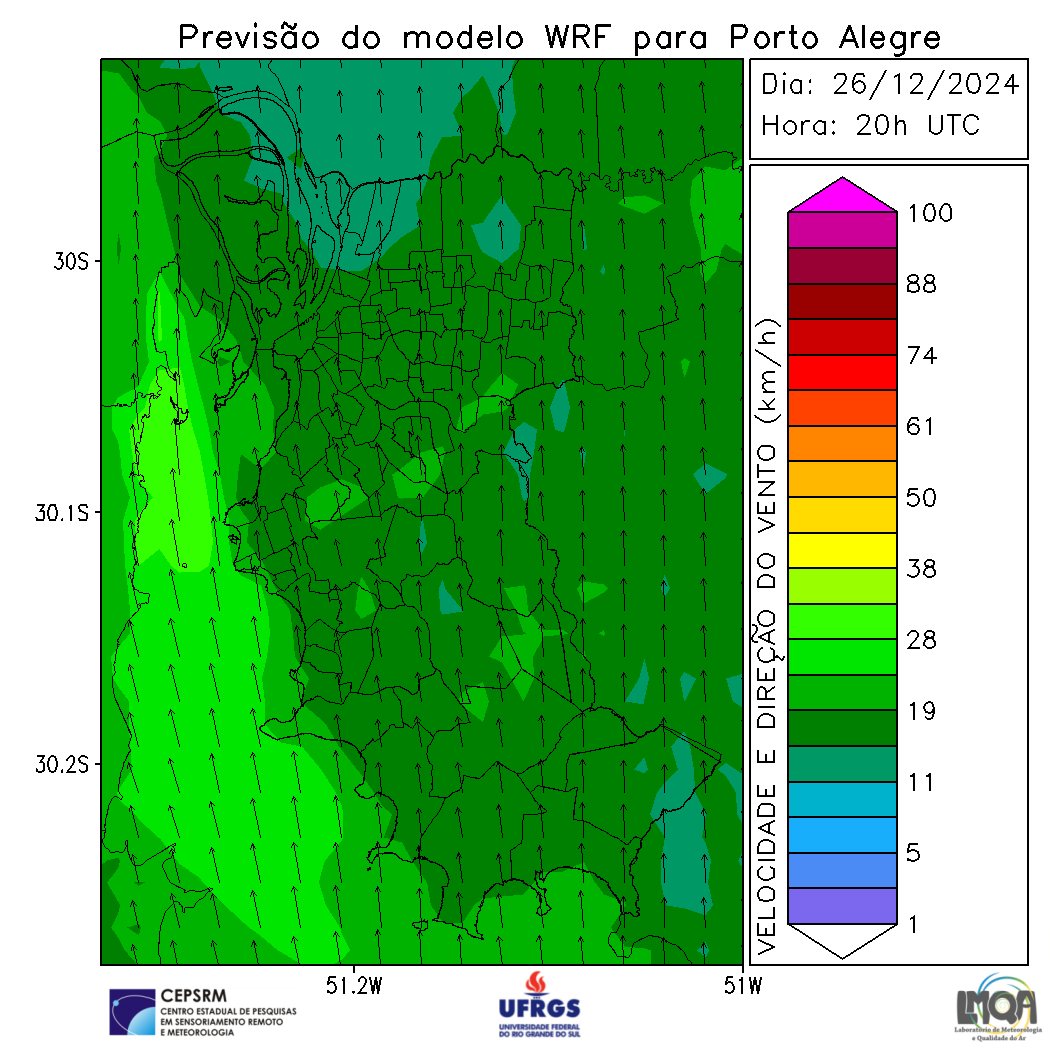 Previsão do modelo WRF para Porto Alegre
Dia: 26/12/2024
Hora: 20h UTC
30S
30.1S
30.2S
51.2W
51W
VELOCIDADE E DIREÇÃO DO VENTO (km/h)
100
88
74
61
50
38
28
19
11
5
1
CEPSRM
CENTRO ESTADUAL DE PESQUISAS
EM SENSORIAMENTO REMOTO
E METEOROLOGIA
UFRGS
UNIVERSIDADE FEDERAL
DO RIO GRANDE DO SUL
LMQA
Laboratório de Meteorologia
e Qualidade do Ar